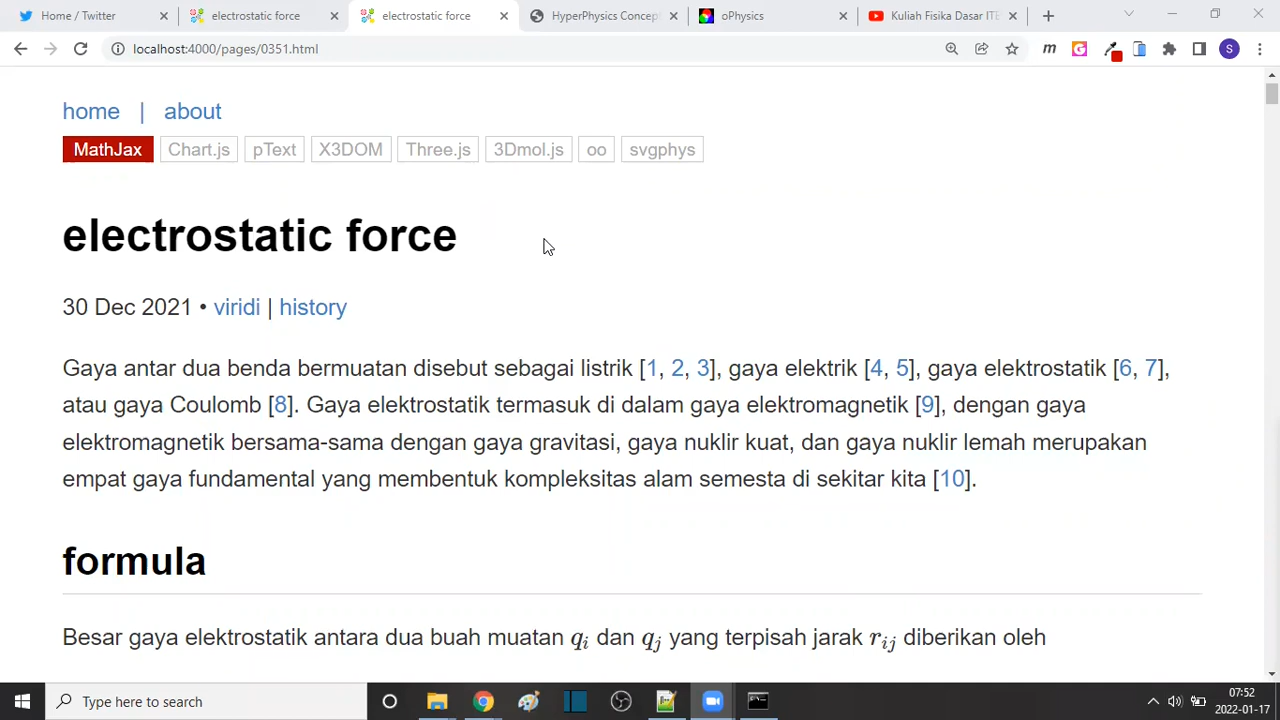 Home / Twitter
electrostatic force
electrostatic force
HyperPhysics Concep
oPhysics
Kuliah Fisika Dasar ITE
localhost:4000/pages/0351.html
m
G
S
home | about
MathJax Chart.js pText X3DOM Three.js 3Dmol.js oo svgphys
electrostatic force
30 Dec 2021 • viridi | history
Gaya antar dua benda bermuatan disebut sebagai listrik [1, 2, 3], gaya elektrik [4, 5], gaya elektrostatik [6, 7],
atau gaya Coulomb [8]. Gaya elektrostatik termasuk di dalam gaya elektromagnetik [9], dengan gaya
elektromagnetik bersama-sama dengan gaya gravitasi, gaya nuklir kuat, dan gaya nuklir lemah merupakan
empat gaya fundamental yang membentuk kompleksitas alam semesta di sekitar kita [10].
formula
Besar gaya elektrostatik antara dua buah muatan qi dan qj yang terpisah jarak rij diberikan oleh
Type here to search
07:52
2022-01-17